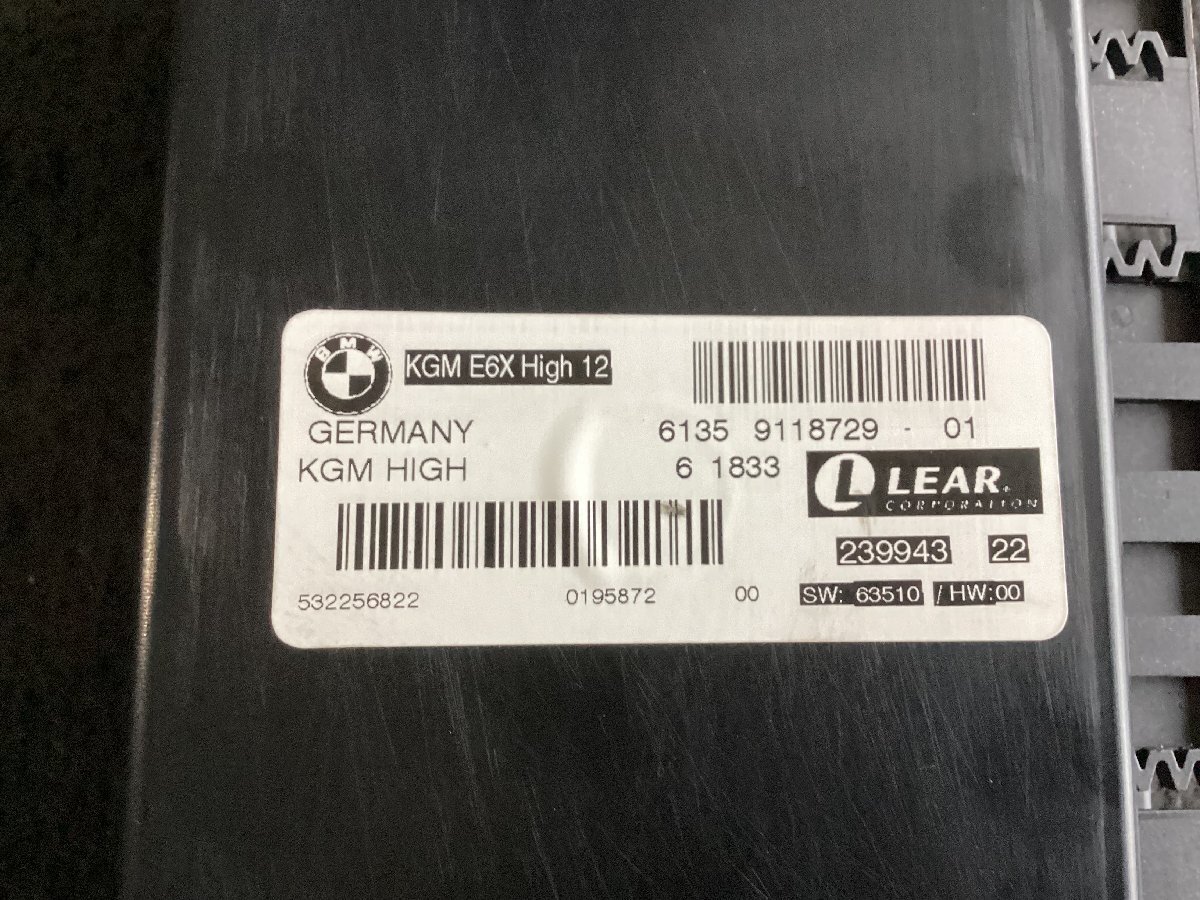 BMW
KGM E6X High 12
GERMANY
6135 9118729 - 01
KGM HIGH
6 1833
L LEAR.
CORPORATION
239943 22
532256822 0195872 00
SW: 63510 / HW:00